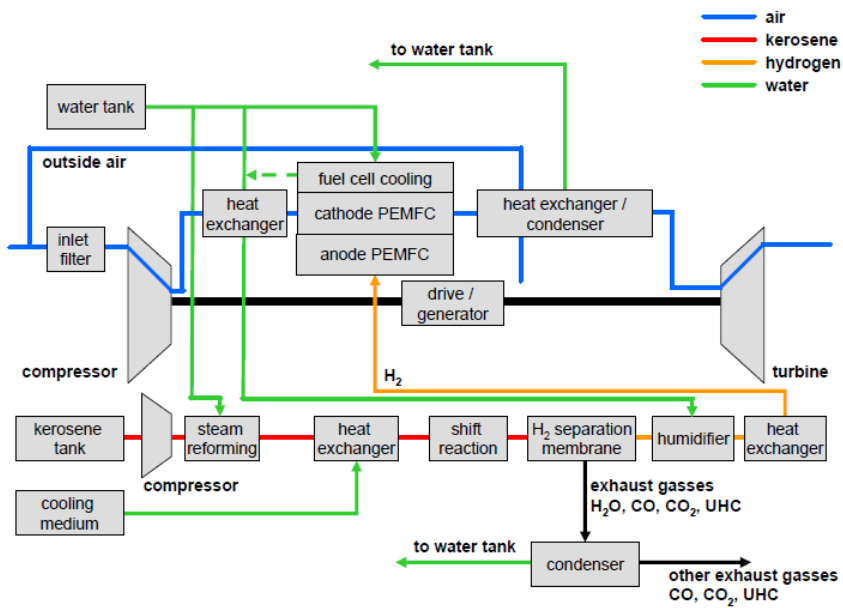 air
kerosene
hydrogen
water
to water tank
water tank
outside air
fuel cell cooling
heat
exchanger
cathode PEMFC
heat exchanger /
condenser
inlet
filter
anode PEMFC
drive /
generator
compressor
H₂
turbine
kerosene
tank
steam
reforming
heat
exchanger
shift
reaction
H₂ separation
membrane
humidifier
heat
exchanger
compressor
cooling
medium
exhaust gasses
H₂O, CO, CO₂, UHC
to water tank
condenser
other exhaust gasses
CO, CO₂, UHC